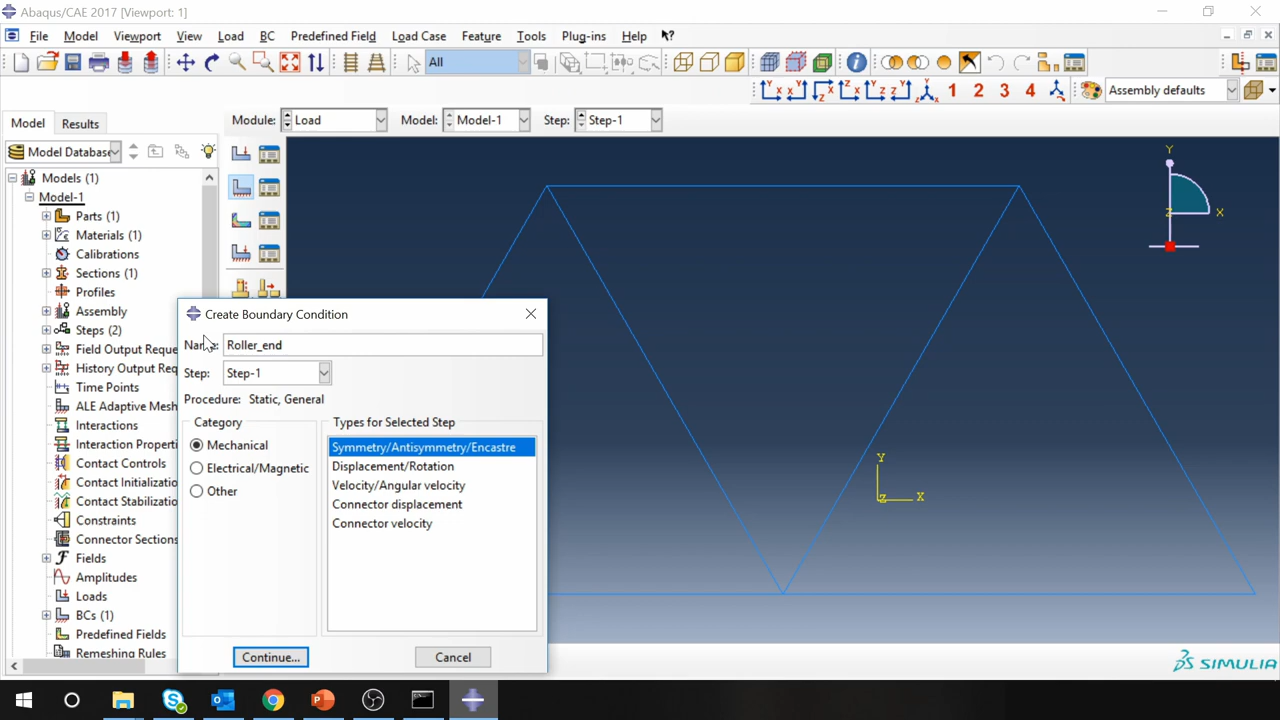 Abaqus/CAE 2017 [Viewport: 1]
File Model Viewport View Load BC Predefined Field Load Case Feature Tools Plug-ins Help
All
1 2 3 4 Assembly defaults
Model Results
Module: Load Model: Model-1 Step: Step-1
Model Database
Models (1)
Model-1
Parts (1)
Materials (1)
Calibrations
Sections (1)
Profiles
Assembly
Steps (2)
Field Output Reque
History Output Req
Time Points
ALE Adaptive Mesh
Interactions
Interaction Properti
Contact Controls
Contact Initializatio
Contact Stabilizatio
Constraints
Connector Sections
Fields
Amplitudes
Loads
BCs (1)
Predefined Fields
Remeshing Rules
Create Boundary Condition
Name: Roller_end
Step: Step-1
Procedure: Static, General
Category
Mechanical
Electrical/Magnetic
Other
Types for Selected Step
Symmetry/Antisymmetry/Encastre
Displacement/Rotation
Velocity/Angular velocity
Connector displacement
Connector velocity
Continue...
Cancel
Y
Z
X
Y
Z
X
SIMULIA